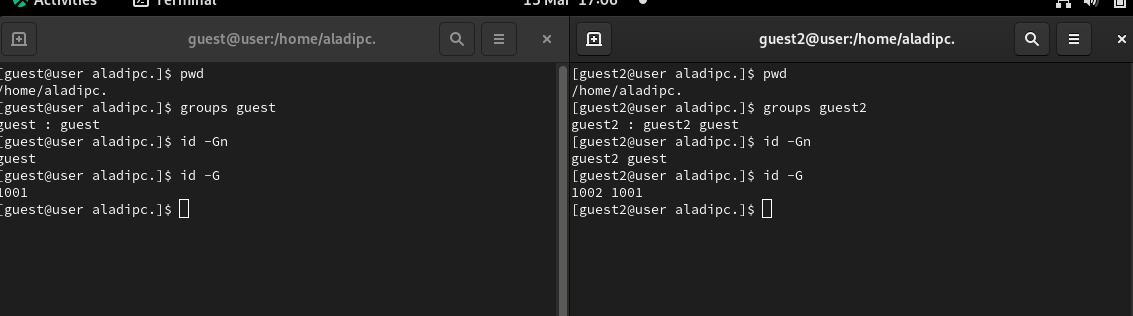 Activities Terminal 15 Mar 17:06
guest@user:/home/aladipc.
[guest@user aladipc.]$ pwd
/home/aladipc.
[guest@user aladipc.]$ groups guest
guest : guest
[guest@user aladipc.]$ id -Gn
guest
[guest@user aladipc.]$ id -G
1001
[guest@user aladipc.]$
guest2@user:/home/aladipc.
[guest2@user aladipc.]$ pwd
/home/aladipc.
[guest2@user aladipc.]$ groups guest2
guest2 : guest2 guest
[guest2@user aladipc.]$ id -Gn
guest2 guest
[guest2@user aladipc.]$ id -G
1002 1001
[guest2@user aladipc.]$